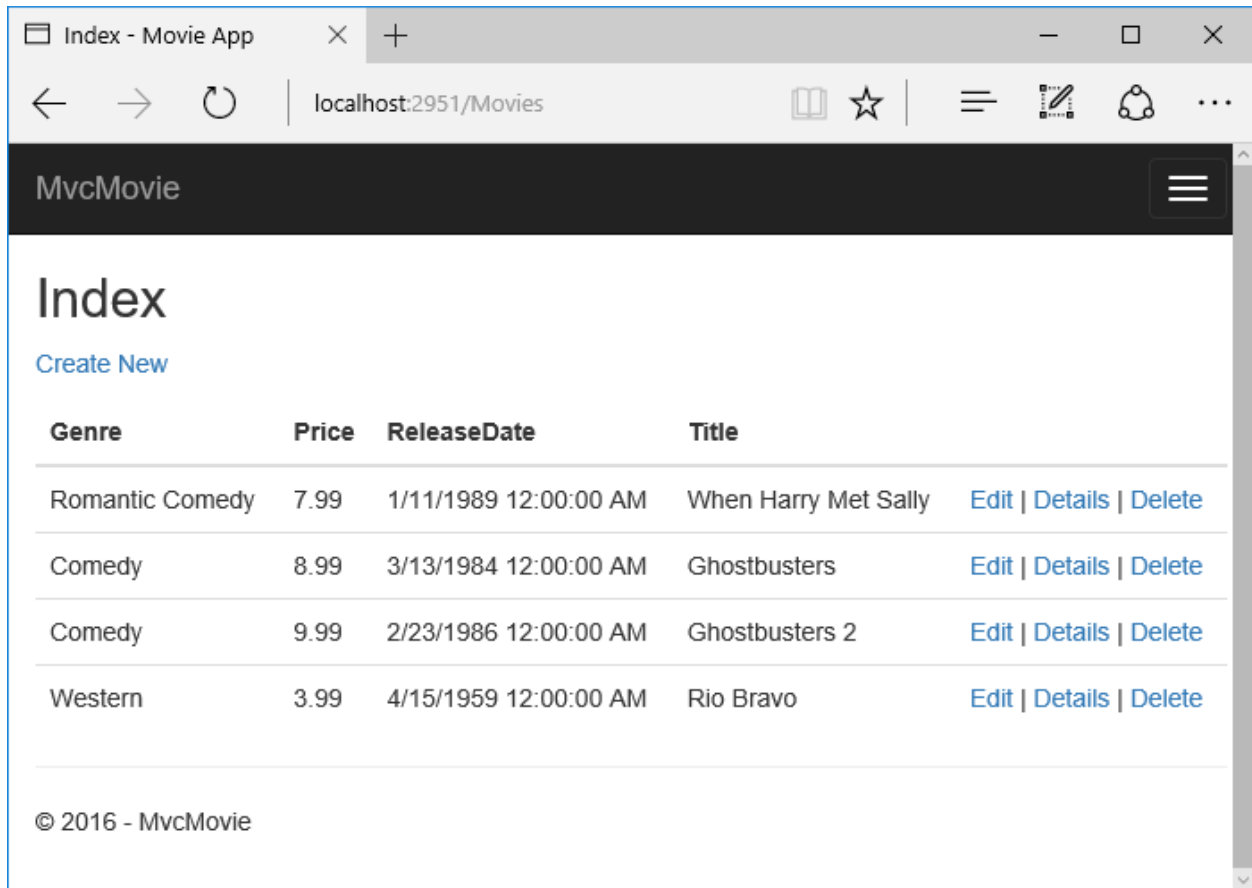 Index - Movie App
localhost:2951/Movies
MvcMovie
Index
Create New
Genre Price ReleaseDate Title
Romantic Comedy 7.99 1/11/1989 12:00:00 AM When Harry Met Sally Edit | Details | Delete
Comedy 8.99 3/13/1984 12:00:00 AM Ghostbusters Edit | Details | Delete
Comedy 9.99 2/23/1986 12:00:00 AM Ghostbusters 2 Edit | Details | Delete
Western 3.99 4/15/1959 12:00:00 AM Rio Bravo Edit | Details | Delete
© 2016 - MvcMovie